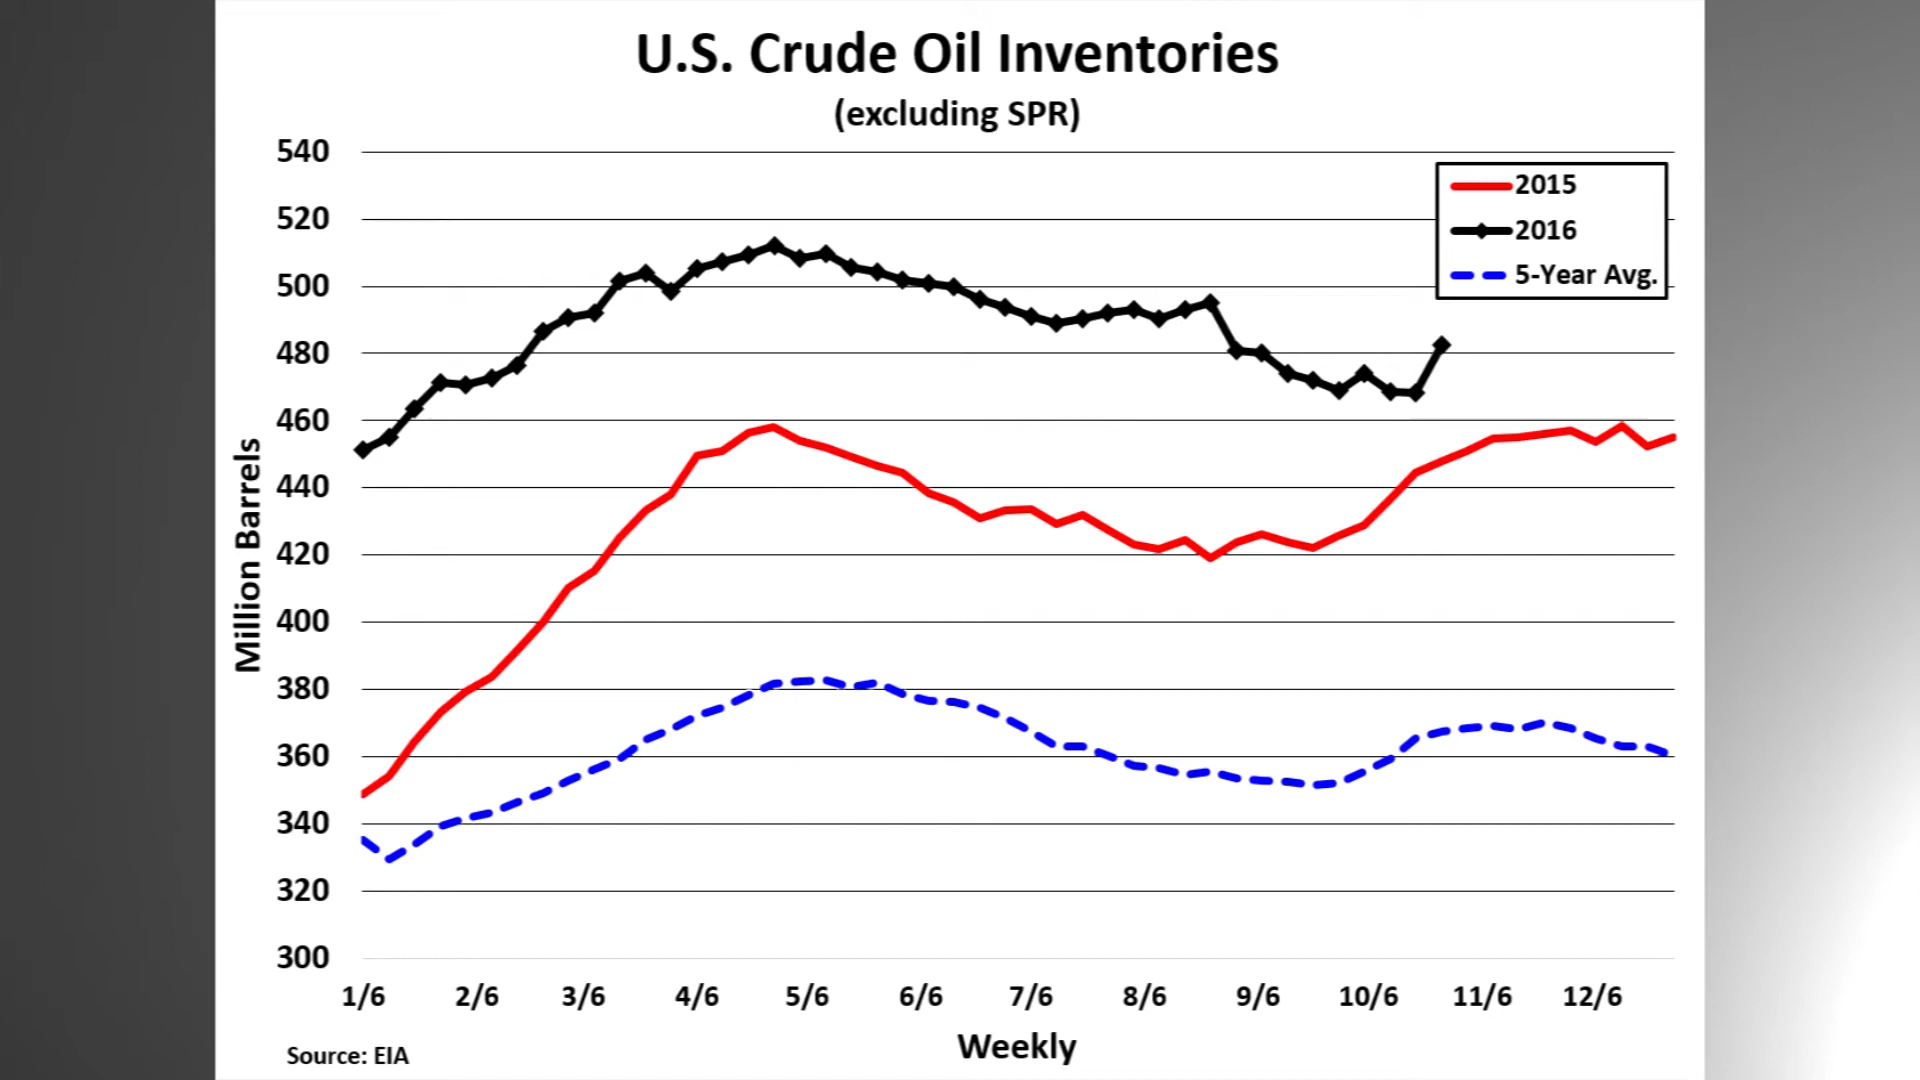 U.S. Crude Oil Inventories
(excluding SPR)
540
520
500
480
460
440
420
400
380
360
340
320
300
Million Barrels
2015
2016
5-Year Avg.
1/6 2/6 3/6 4/6 5/6 6/6 7/6 8/6 9/6 10/6 11/6 12/6
Weekly
Source: EIA